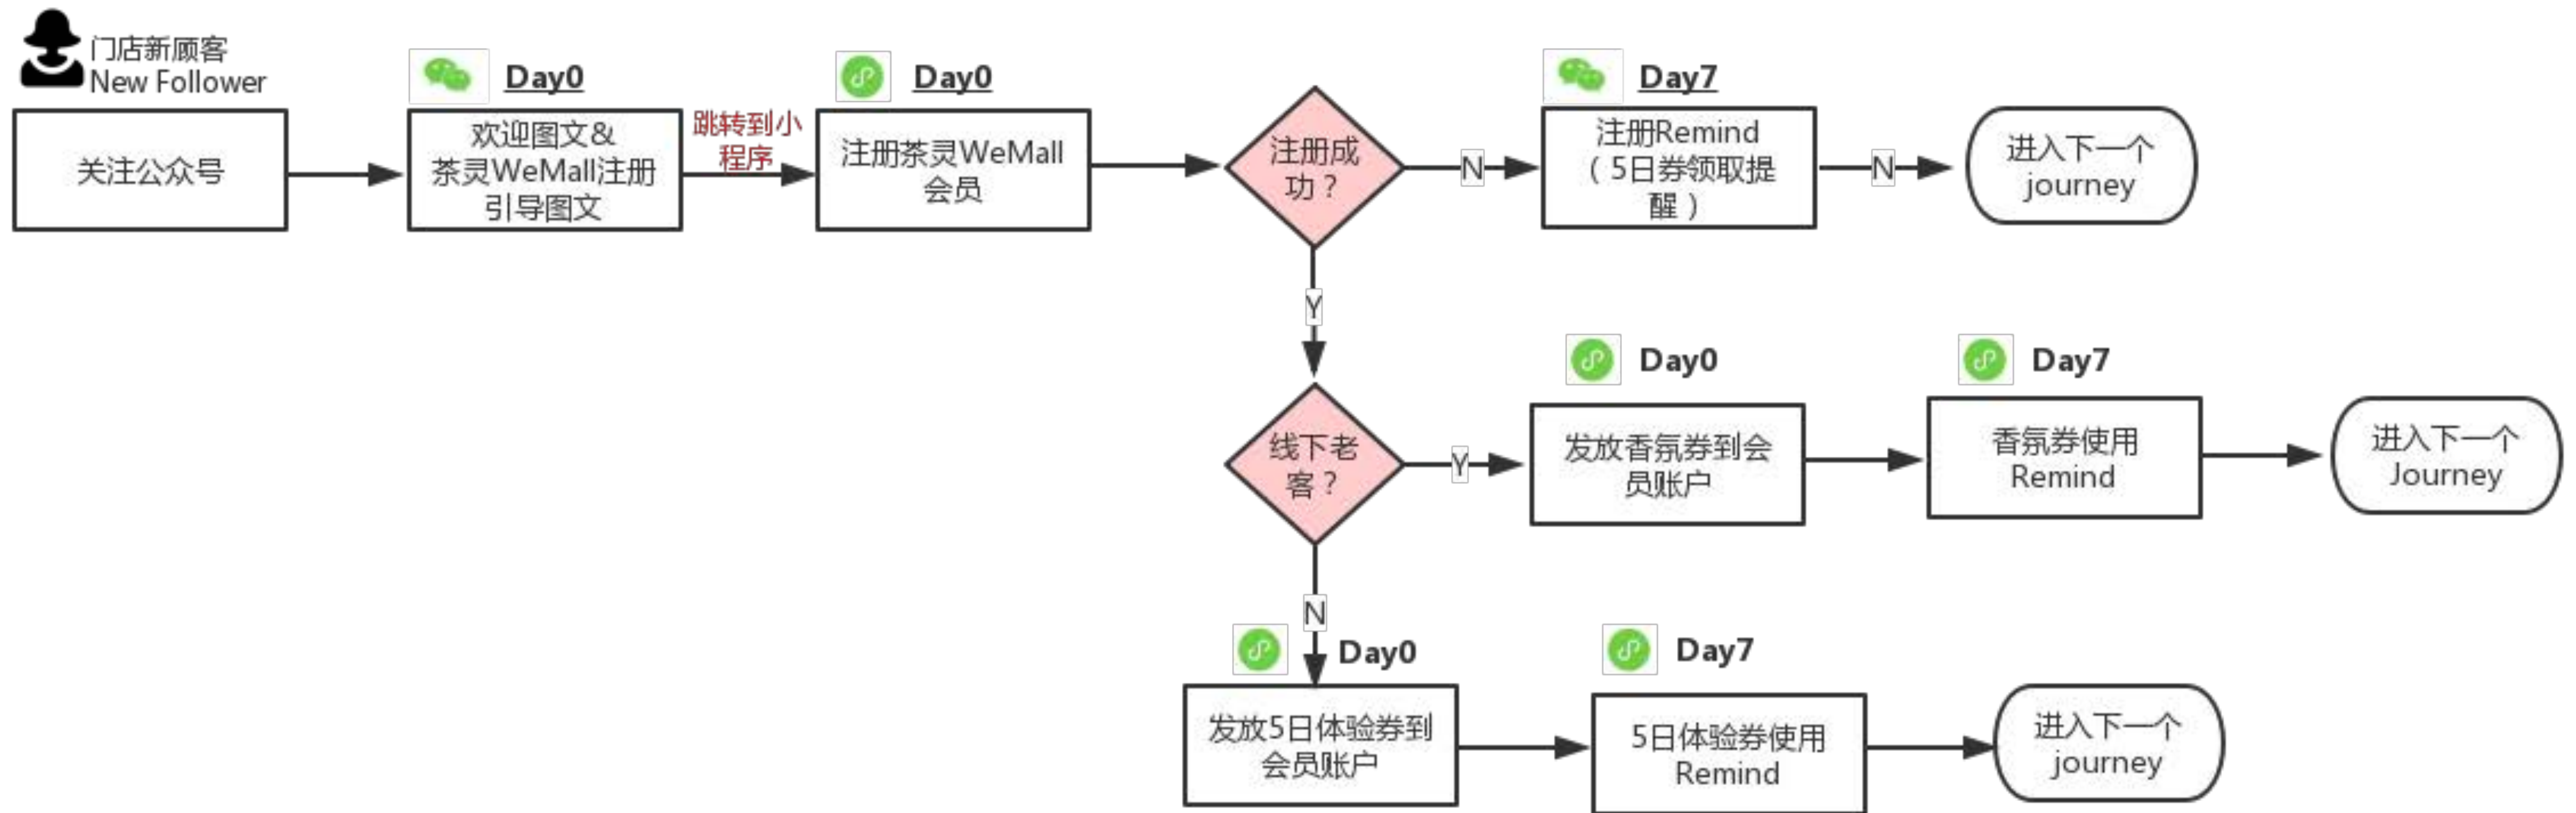 门店新顾客
New Follower
关注公众号
Day0
欢迎图文&
茶灵WeMall注册
引导图文
跳转到小
程序
Day0
注册茶灵WeMall
会员
注册成
功？
N
Day7
注册Remind
（5日券领取提
醒）
N
进入下一个
journey
Y
线下老
客？
Y
Day0
发放香氛券到会
员账户
Day7
香氛券使用
Remind
进入下一个
Journey
N
Day0
发放5日体验券到
会员账户
Day7
5日体验券使用
Remind
进入下一个
journey